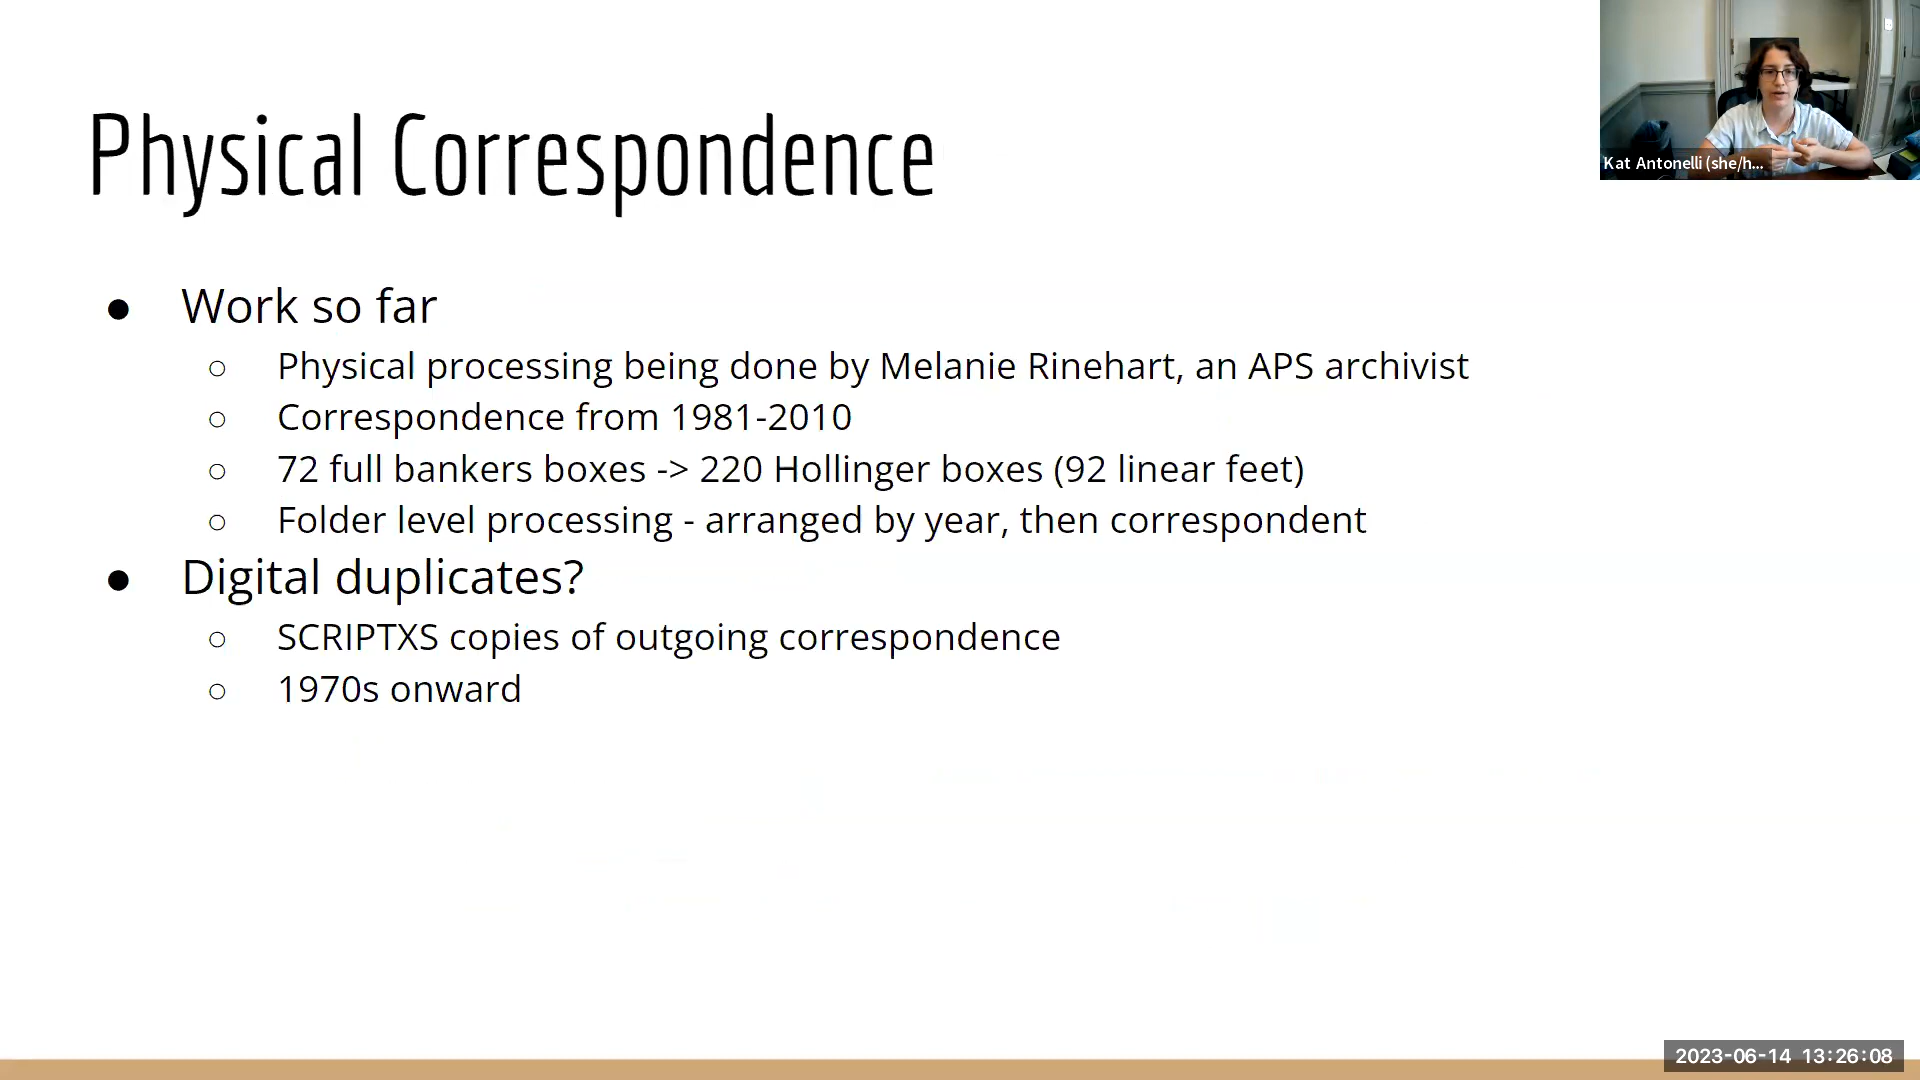 Physical Correspondence
Kat Antonelli (she/h...
● Work so far
○ Physical processing being done by Melanie Rinehart, an APS archivist
○ Correspondence from 1981-2010
○ 72 full bankers boxes -> 220 Hollinger boxes (92 linear feet)
○ Folder level processing - arranged by year, then correspondent
● Digital duplicates?
○ SCRIPTXS copies of outgoing correspondence
○ 1970s onward
2023-06-14 13:26:08